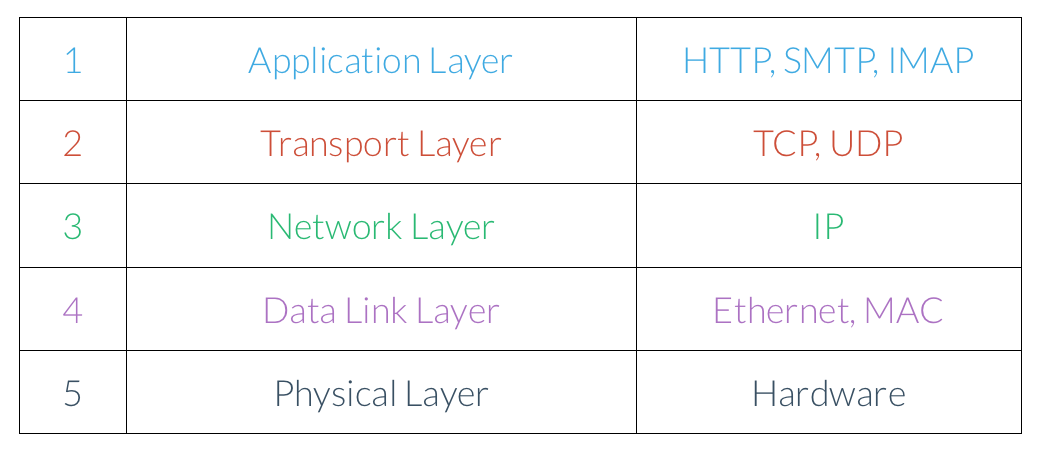 1 Application Layer HTTP, SMTP, IMAP
2 Transport Layer TCP, UDP
3 Network Layer IP
4 Data Link Layer Ethernet, MAC
5 Physical Layer Hardware